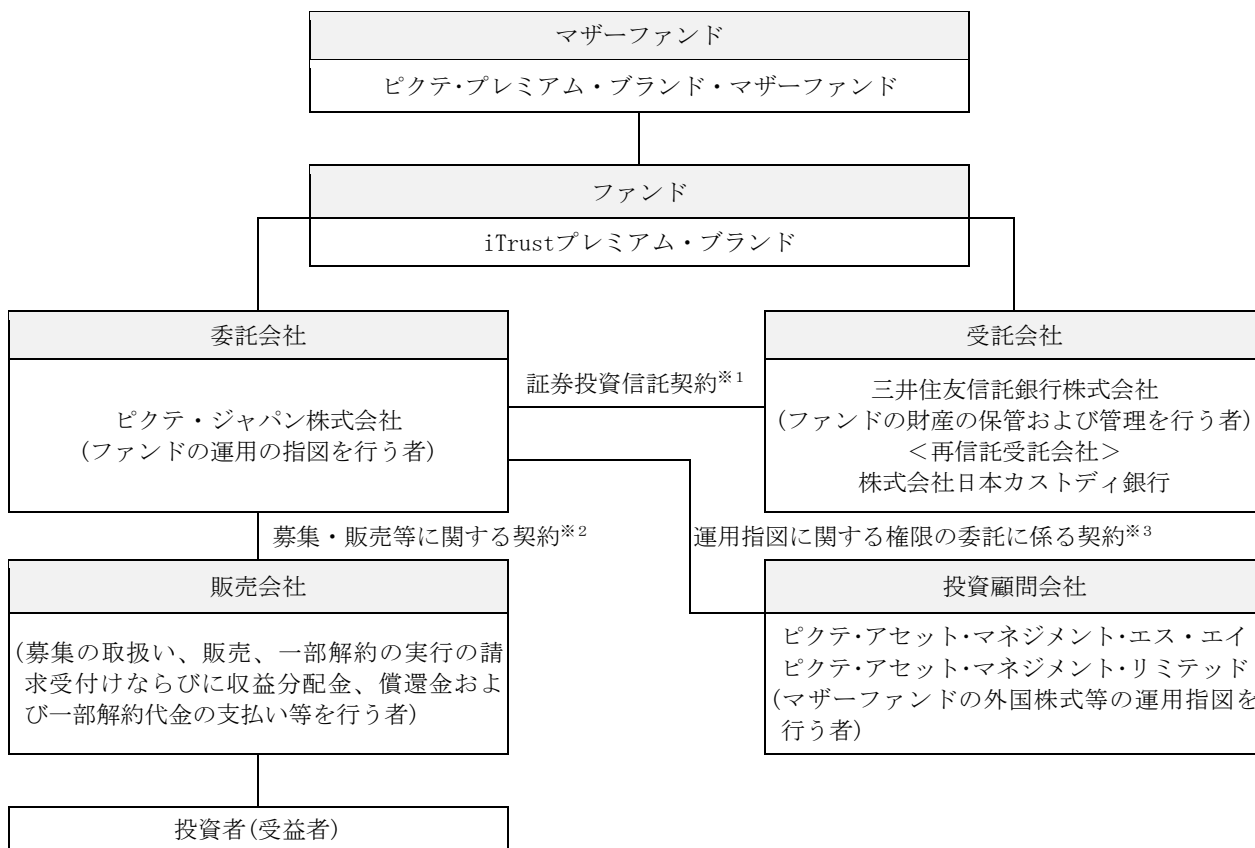 マザーファンド
ピクテ・プレミアム・ブランド・マザーファンド
ファンド
iTrustプレミアム・ブランド
委託会社
ピクテ・ジャパン株式会社
(ファンドの運用の指図を行う者)
証券投資信託契約※1
受託会社
三井住友信託銀行株式会社
(ファンドの財産の保管および管理を行う者)
＜再信託受託会社＞
株式会社日本カストディ銀行
募集・販売等に関する契約※2
運用指図に関する権限の委託に係る契約※3
販売会社
(募集の取扱い、販売、一部解約の実行の請
求受付けならびに収益分配金、償還金およ
び一部解約代金の支払い等を行う者)
投資顧問会社
ピクテ・アセット・マネジメント・エス・エイ
ピクテ・アセット・マネジメント・リミテッド
(マザーファンドの外国株式等の運用指図を
行う者)
投資者(受益者)